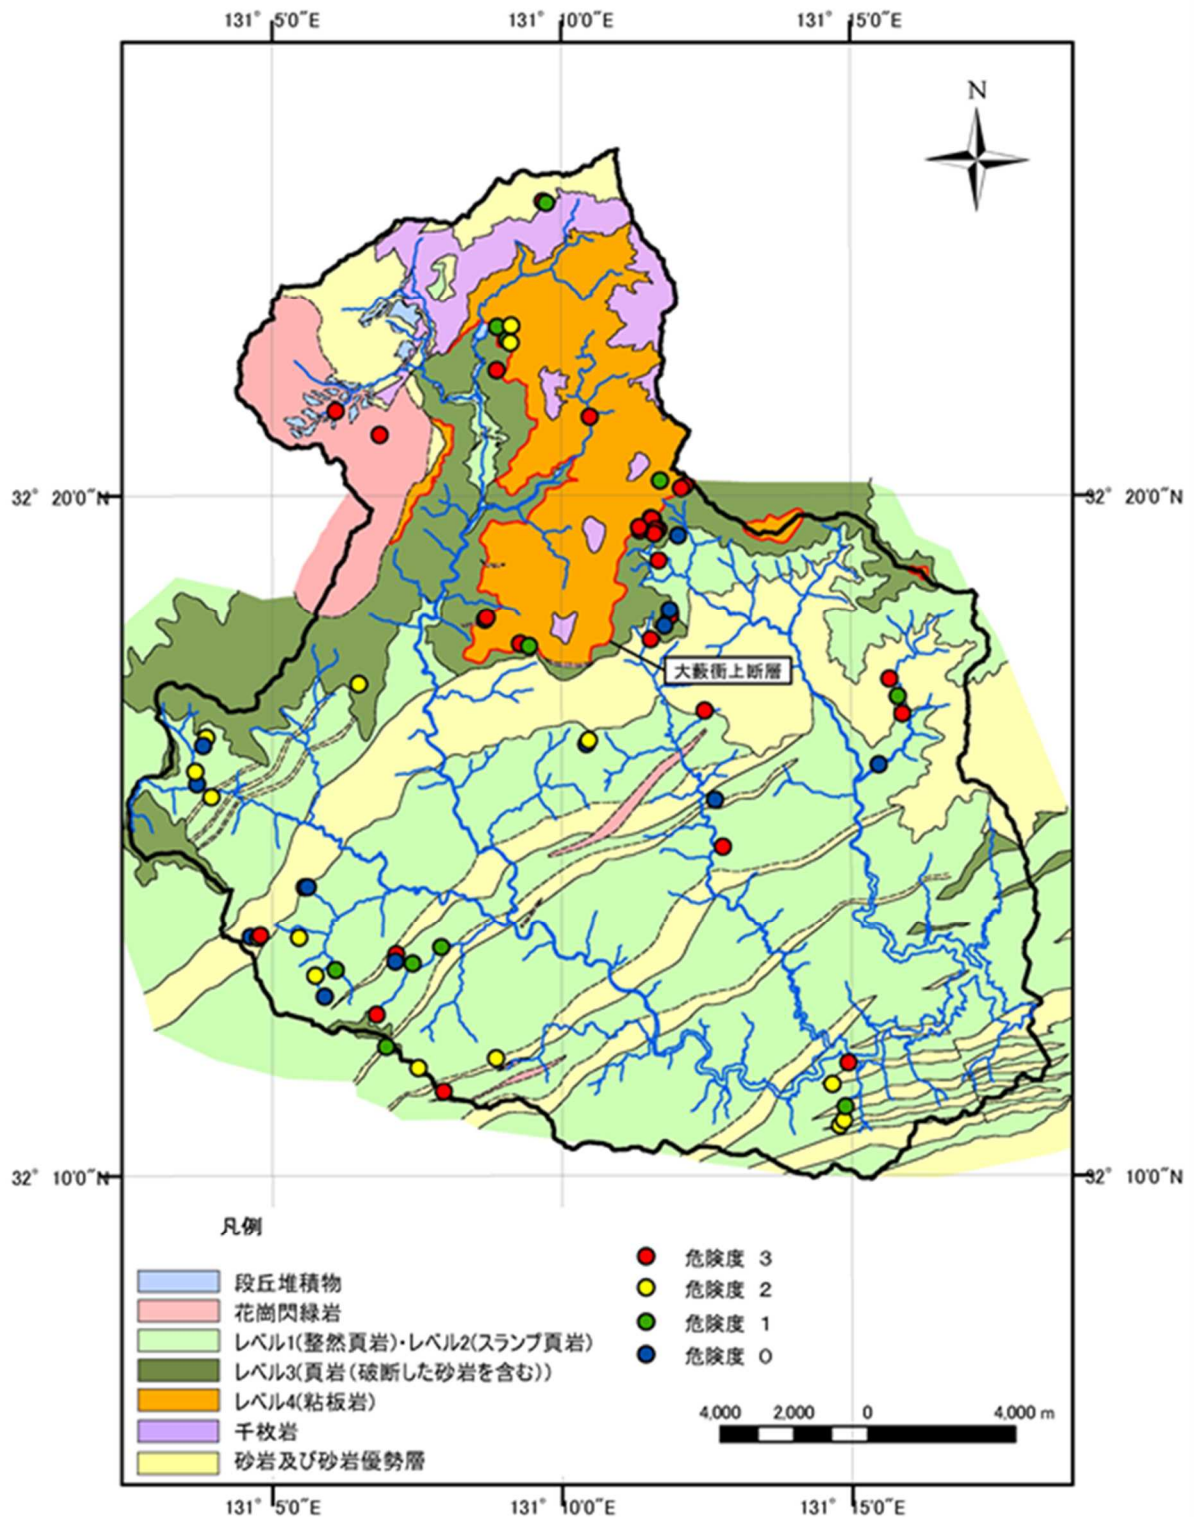 131° 5'0″E 131° 10'0″E 131° 15'0″E
N
32° 20'0″N 32° 20'0″N
大藪衝上断層
32° 10'0″N 32° 10'0″N
凡例
段丘堆積物
花崗閃緑岩
レベル1(整然頁岩)・レベル2(スランプ頁岩)
レベル3(頁岩(破断した砂岩を含む))
レベル4(粘板岩)
千枚岩
砂岩及び砂岩優勢層
危険度 3
危険度 2
危険度 1
危険度 0
4,000 2,000 0 4,000 m
131° 5'0″E 131° 10'0″E 131° 15'0″E